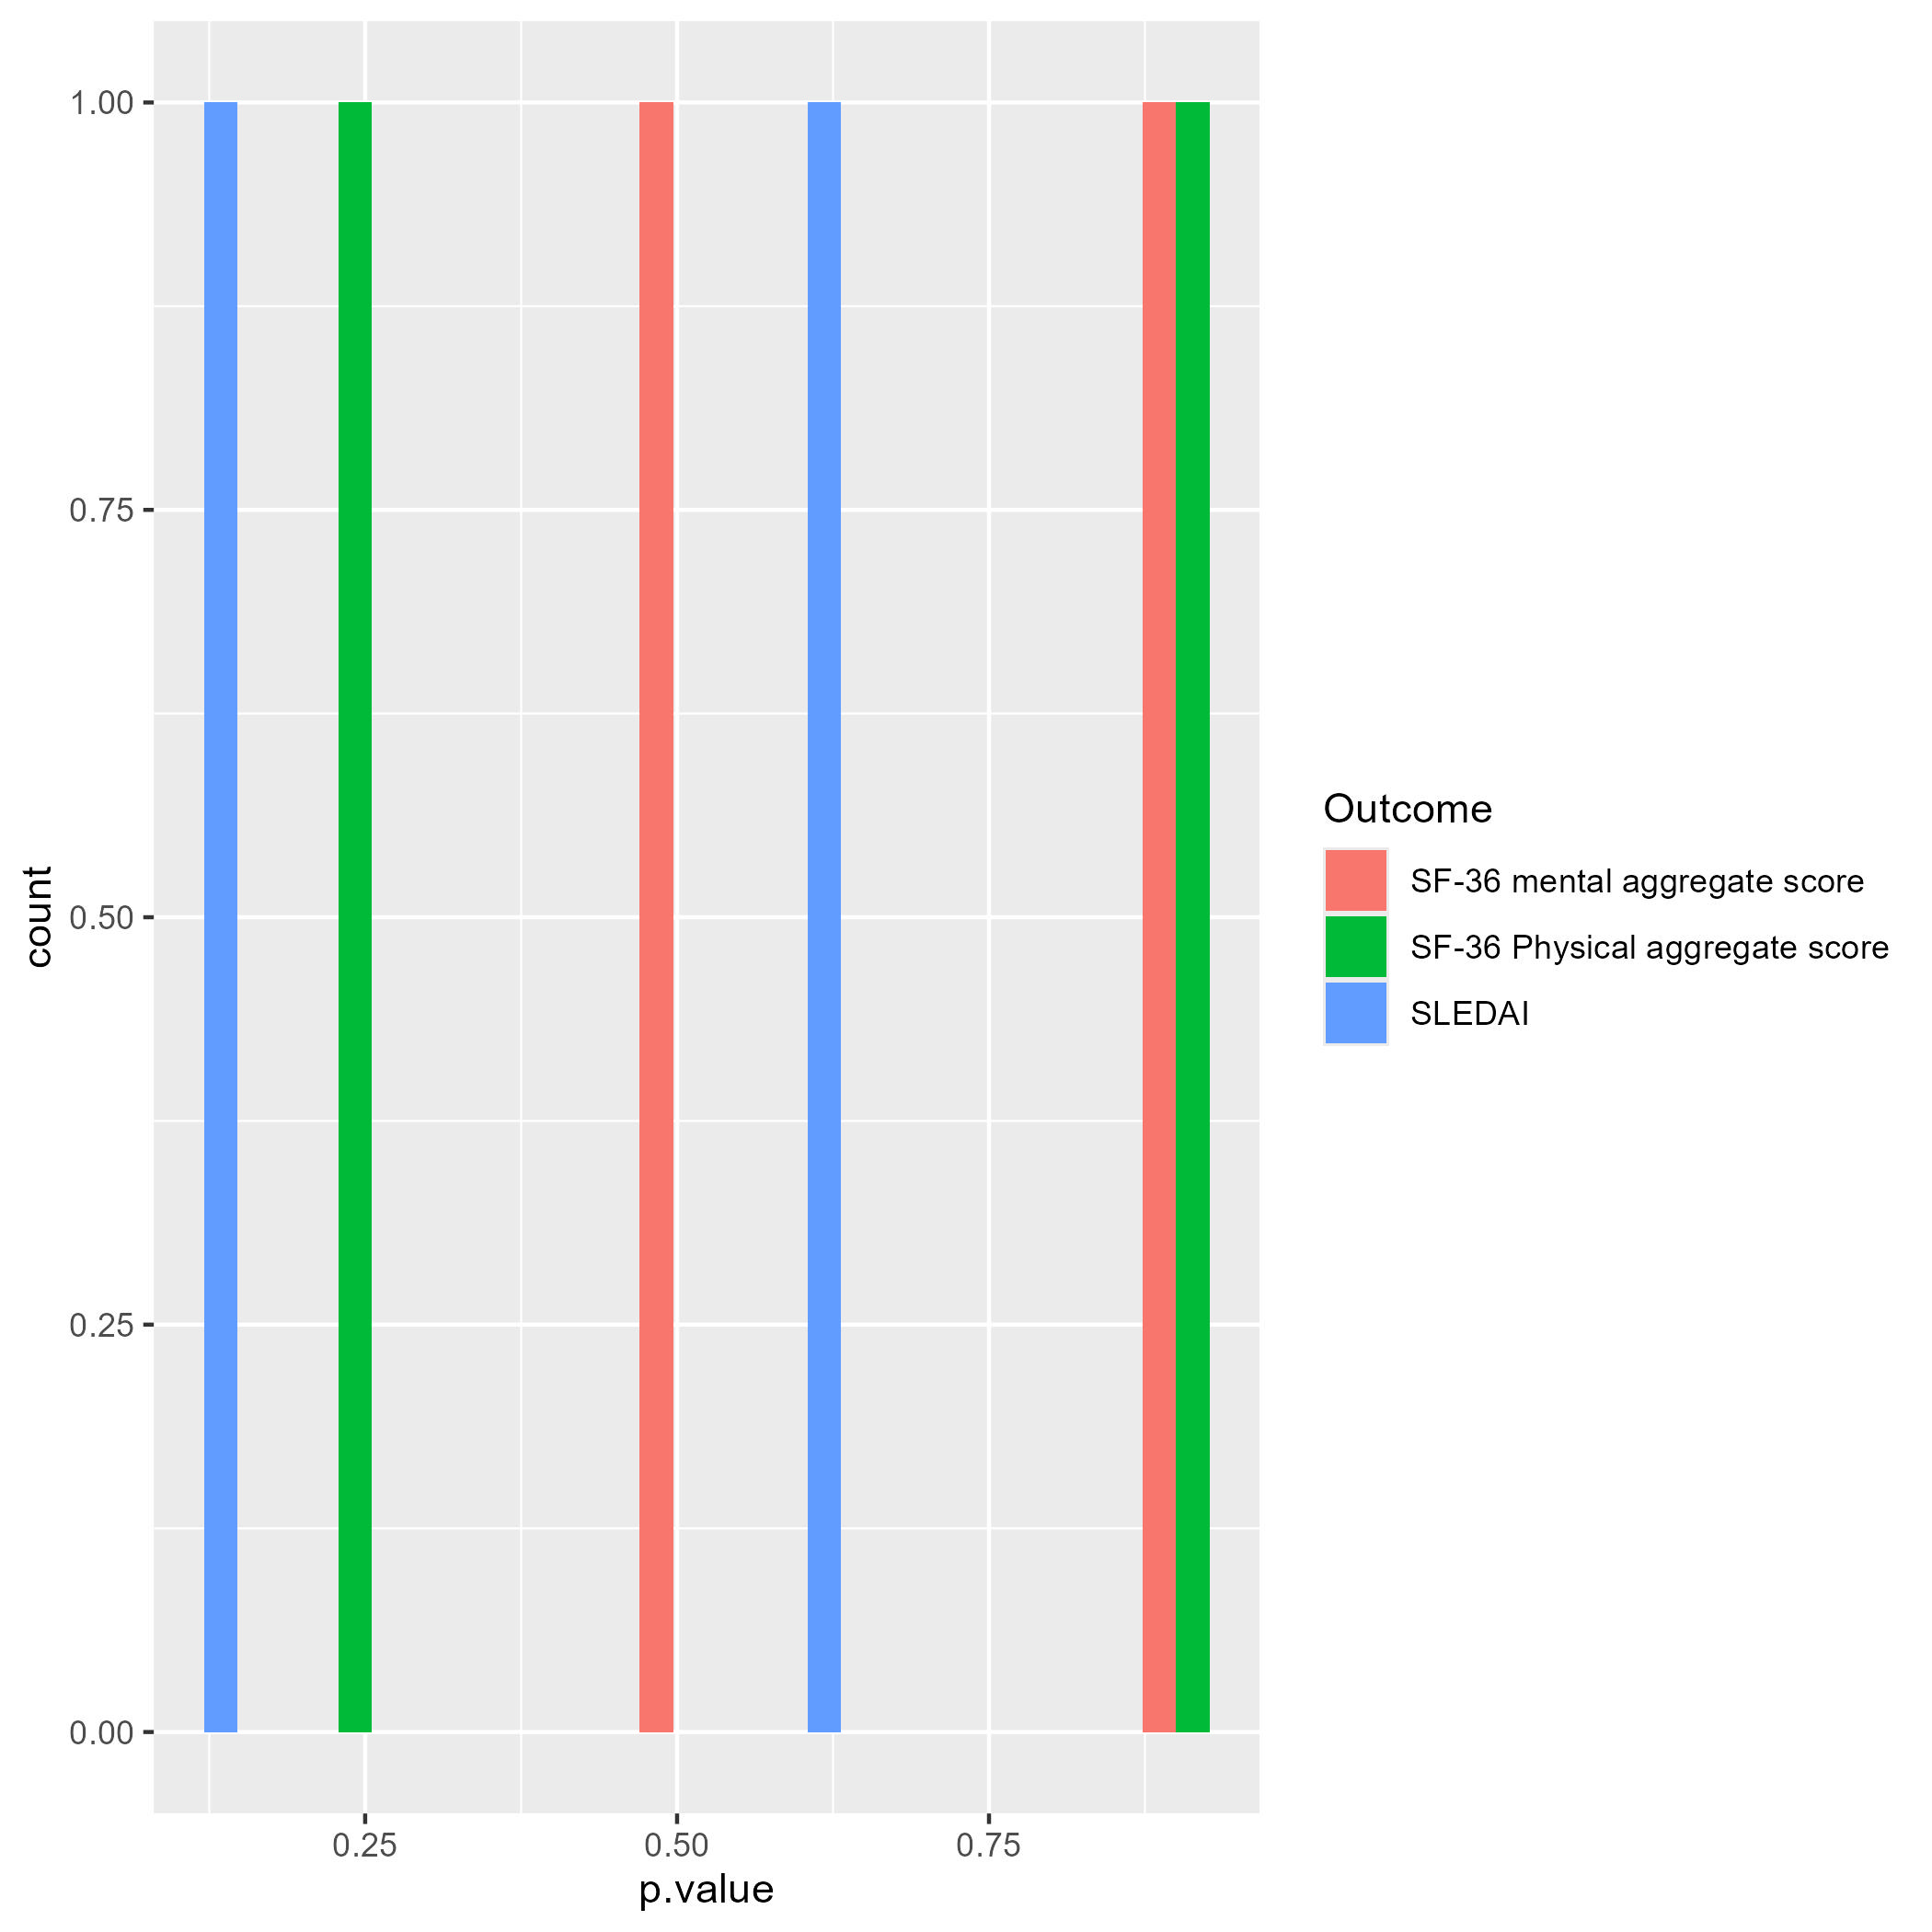 1.00
0.75
0.50
0.25
0.00
count
0.25
0.50
0.75
p.value
Outcome
SF-36 mental aggregate score
SF-36 Physical aggregate score
SLEDAI